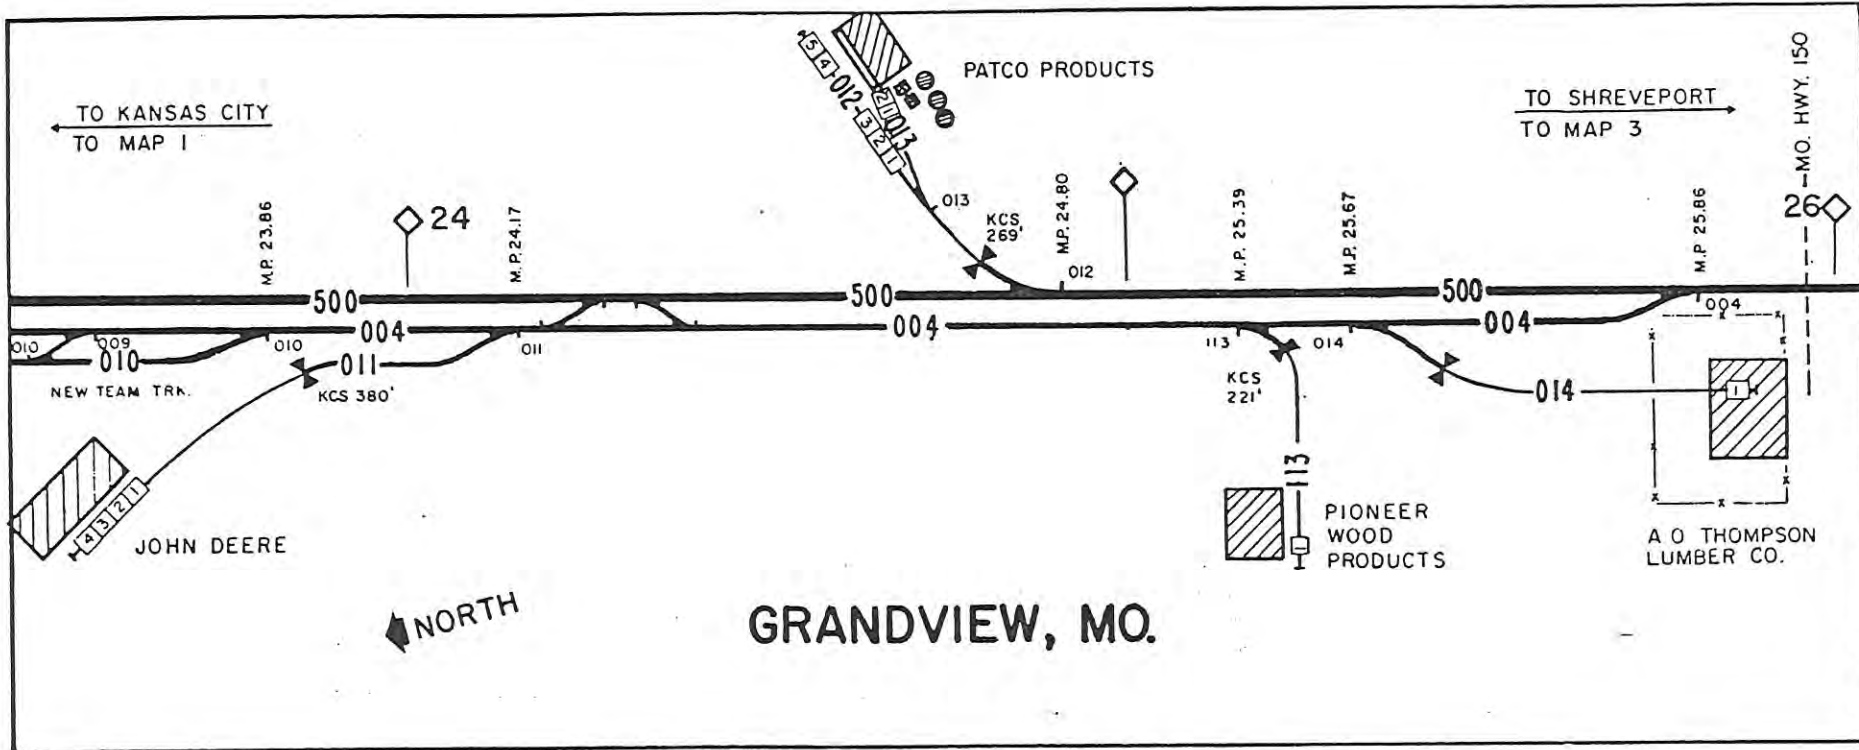 PATCO PRODUCTS
5 4
012
3 2 1
2 1
013
013
TO KANSAS CITY
TO MAP 1
TO SHREVEPORT
TO MAP 3
MO. HWY. 150
M.P. 23.86
24
M.P. 24.17
KCS
269'
M.P. 24.80
012
M.P. 25.39
M.P. 25.67
M.P. 25.86
26
500
500
500
004
004
004
004
010
009
010
010
011
011
NEW TEAM TRK.
KCS 380'
113
014
KCS
221'
014
1
113
4 3 2 1
JOHN DEERE
PIONEER
WOOD
PRODUCTS
1
A O THOMPSON
LUMBER CO.
NORTH
GRANDVIEW, MO.